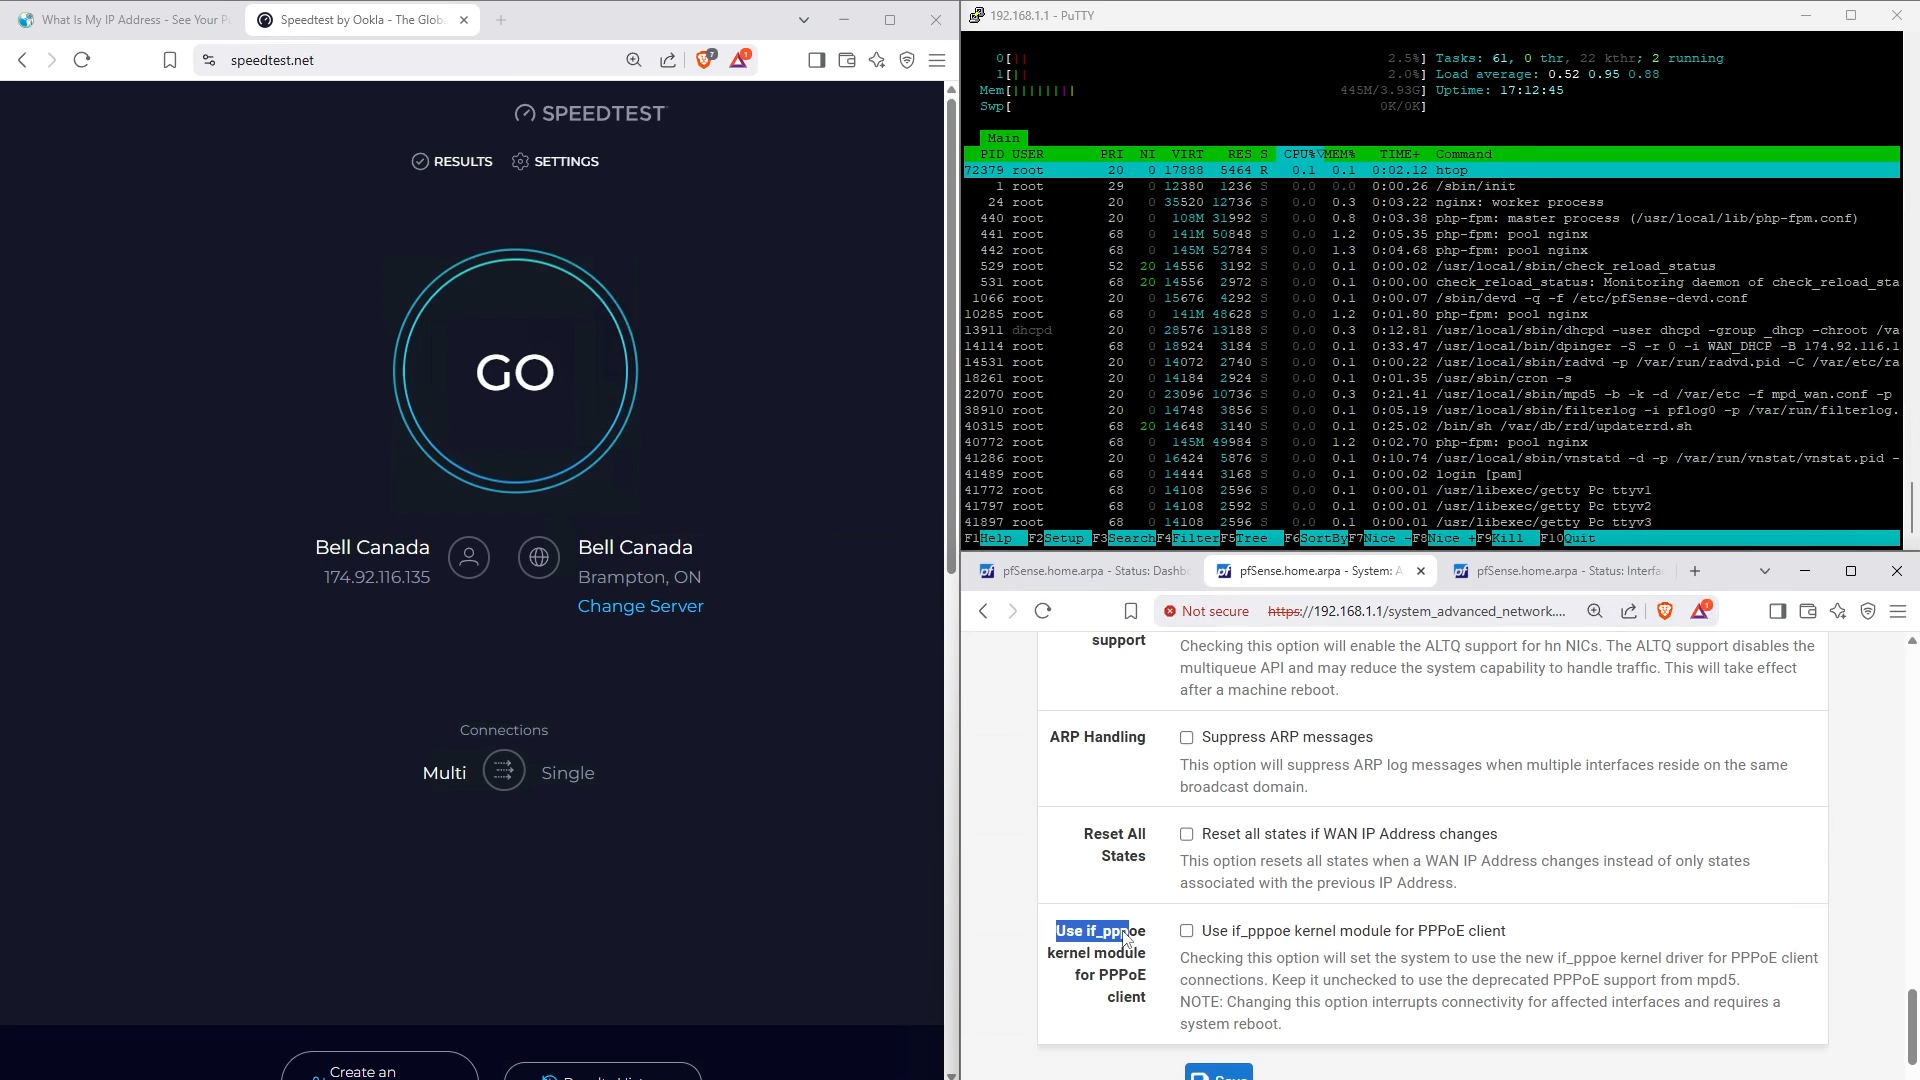 What Is My IP Address - See Your P
Speedtest by Ookla - The Glob
speedtest.net
7
1
SPEEDTEST
RESULTS
SETTINGS
GO
Bell Canada
174.92.116.135
Bell Canada
Brampton, ON
Change Server
Connections
Multi
Single
Create an
192.168.1.1 - PuTTY
0[|| 2.5%] Tasks: 61, 0 thr, 22 kthr; 2 running
1[|| 2.0%] Load average: 0.52 0.95 0.88
Mem[|||||||| 445M/3.93G] Uptime: 17:12:45
Swp[ 0K/0K]
Main
PID USER PRI NI VIRT RES S CPU%▽MEM% TIME+ Command
72379 root 20 0 17888 5464 R 0.1 0.1 0:02.12 htop
1 root 29 0 12380 1236 S 0.0 0.0 0:00.26 /sbin/init
24 root 20 0 35520 12736 S 0.0 0.3 0:03.22 nginx: worker process
440 root 20 0 108M 31992 S 0.0 0.8 0:03.38 php-fpm: master process (/usr/local/lib/php-fpm.conf)
441 root 68 0 141M 50848 S 0.0 1.2 0:05.35 php-fpm: pool nginx
442 root 68 0 145M 52784 S 0.0 1.3 0:04.68 php-fpm: pool nginx
529 root 52 20 14556 3192 S 0.0 0.1 0:00.02 /usr/local/sbin/check_reload_status
531 root 68 20 14556 2972 S 0.0 0.1 0:00.00 check_reload_status: Monitoring daemon of check_reload_sta
1066 root 20 0 15676 4292 S 0.0 0.1 0:00.07 /sbin/devd -q -f /etc/pfSense-devd.conf
10285 root 68 0 141M 48628 S 0.0 1.2 0:01.80 php-fpm: pool nginx
13911 dhcpd 20 0 28576 13188 S 0.0 0.3 0:12.81 /usr/local/sbin/dhcpd -user dhcpd -group _dhcp -chroot /va
14114 root 68 0 18924 3184 S 0.0 0.1 0:33.47 /usr/local/bin/dpinger -S -r 0 -i WAN_DHCP -B 174.92.116.1
14531 root 20 0 14072 2740 S 0.0 0.1 0:00.22 /usr/local/sbin/radvd -p /var/run/radvd.pid -C /var/etc/ra
18261 root 20 0 14184 2924 S 0.0 0.1 0:01.35 /usr/sbin/cron -s
22070 root 20 0 23096 10736 S 0.0 0.3 0:21.41 /usr/local/sbin/mpd5 -b -k -d /var/etc -f mpd_wan.conf -p
38910 root 20 0 14748 3856 S 0.0 0.1 0:05.19 /usr/local/sbin/filterlog -i pflog0 -p /var/run/filterlog.
40315 root 68 20 14648 3140 S 0.0 0.1 0:25.02 /bin/sh /var/db/rrd/updaterrd.sh
40772 root 68 0 145M 49984 S 0.0 1.2 0:02.70 php-fpm: pool nginx
41286 root 20 0 16424 5876 S 0.0 0.1 0:10.74 /usr/local/sbin/vnstatd -d -p /var/run/vnstat/vnstat.pid -
41489 root 68 0 14444 3168 S 0.0 0.1 0:00.02 login [pam]
41772 root 68 0 14108 2596 S 0.0 0.1 0:00.01 /usr/libexec/getty Pc ttyv1
41797 root 68 0 14108 2592 S 0.0 0.1 0:00.01 /usr/libexec/getty Pc ttyv2
41897 root 68 0 14108 2596 S 0.0 0.1 0:00.01 /usr/libexec/getty Pc ttyv3
F1Help F2Setup F3SearchF4FilterF5Tree F6SortByF7Nice -F8Nice +F9Kill F10Quit
pfSense.home.arpa - Status: Dashb
pfSense.home.arpa - System: A
pfSense.home.arpa - Status: Interfa
Not secure https://192.168.1.1/system_advanced_network....
1
support
Checking this option will enable the ALTQ support for hn NICs. The ALTQ support disables the
multiqueue API and may reduce the system capability to handle traffic. This will take effect
after a machine reboot.
ARP Handling
Suppress ARP messages
This option will suppress ARP log messages when multiple interfaces reside on the same
broadcast domain.
Reset All
States
Reset all states if WAN IP Address changes
This option resets all states when a WAN IP Address changes instead of only states
associated with the previous IP Address.
Use if_pppoe
kernel module
for PPPoE
client
Use if_pppoe kernel module for PPPoE client
Checking this option will set the system to use the new if_pppoe kernel driver for PPPoE client
connections. Keep it unchecked to use the deprecated PPPoE support from mpd5.
NOTE: Changing this option interrupts connectivity for affected interfaces and requires a
system reboot.
Save